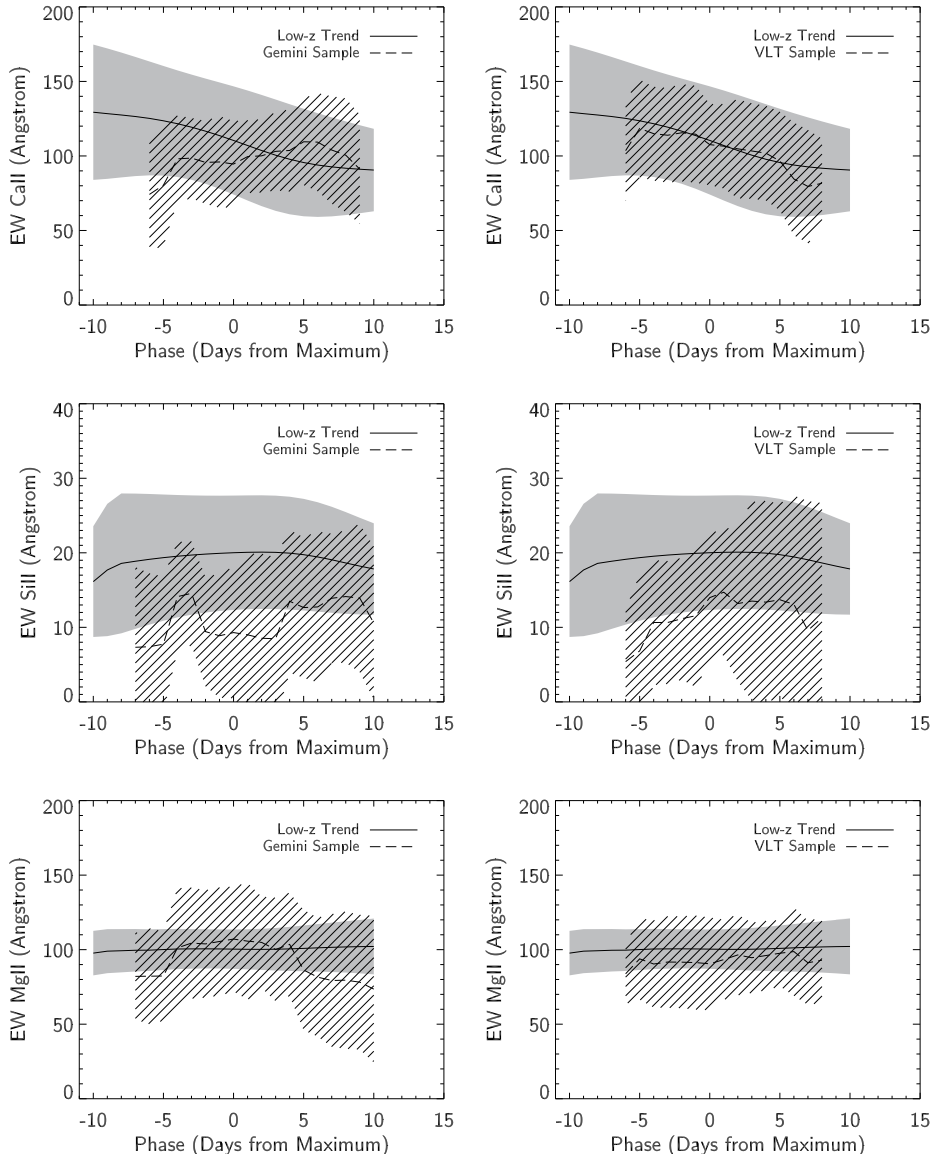 200
150
100
50
0
EW CaII (Angstrom)
Low-z Trend
Gemini Sample
-10 -5 0 5 10 15
Phase (Days from Maximum)
200
150
100
50
0
EW CaII (Angstrom)
Low-z Trend
VLT Sample
-10 -5 0 5 10 15
Phase (Days from Maximum)
40
30
20
10
0
EW SiII (Angstrom)
Low-z Trend
Gemini Sample
-10 -5 0 5 10 15
Phase (Days from Maximum)
40
30
20
10
0
EW SiII (Angstrom)
Low-z Trend
VLT Sample
-10 -5 0 5 10 15
Phase (Days from Maximum)
200
150
100
50
0
EW MgII (Angstrom)
Low-z Trend
Gemini Sample
-10 -5 0 5 10 15
Phase (Days from Maximum)
200
150
100
50
0
EW MgII (Angstrom)
Low-z Trend
VLT Sample
-10 -5 0 5 10 15
Phase (Days from Maximum)